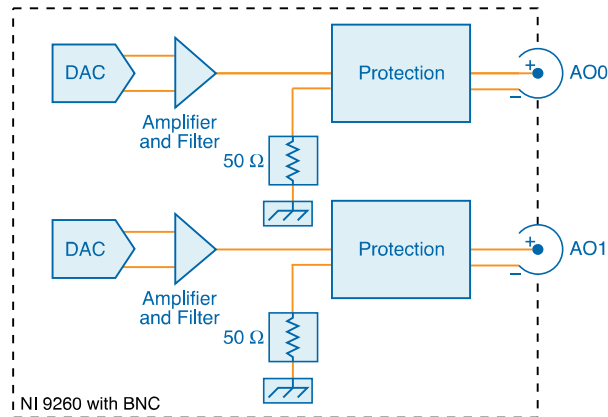 DAC
Amplifier
and Filter
50 Ω
Protection
+
−
AO0
DAC
Amplifier
and Filter
50 Ω
Protection
+
−
AO1
NI 9260 with BNC